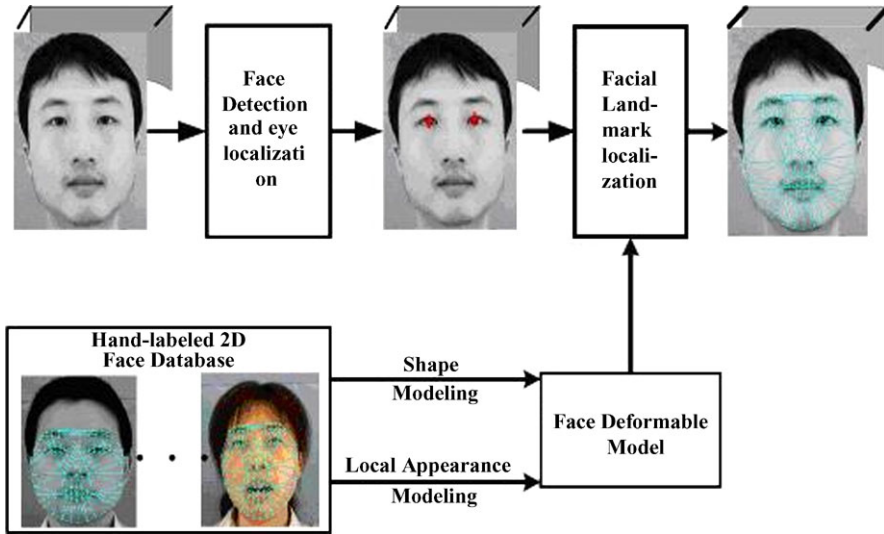 Face
Detection
and eye
localizati
on
Facial
Land-
mark
locali-
zation
Hand-labeled 2D
Face Database
Shape
Modeling
Local Appearance
Modeling
Face Deformable
Model